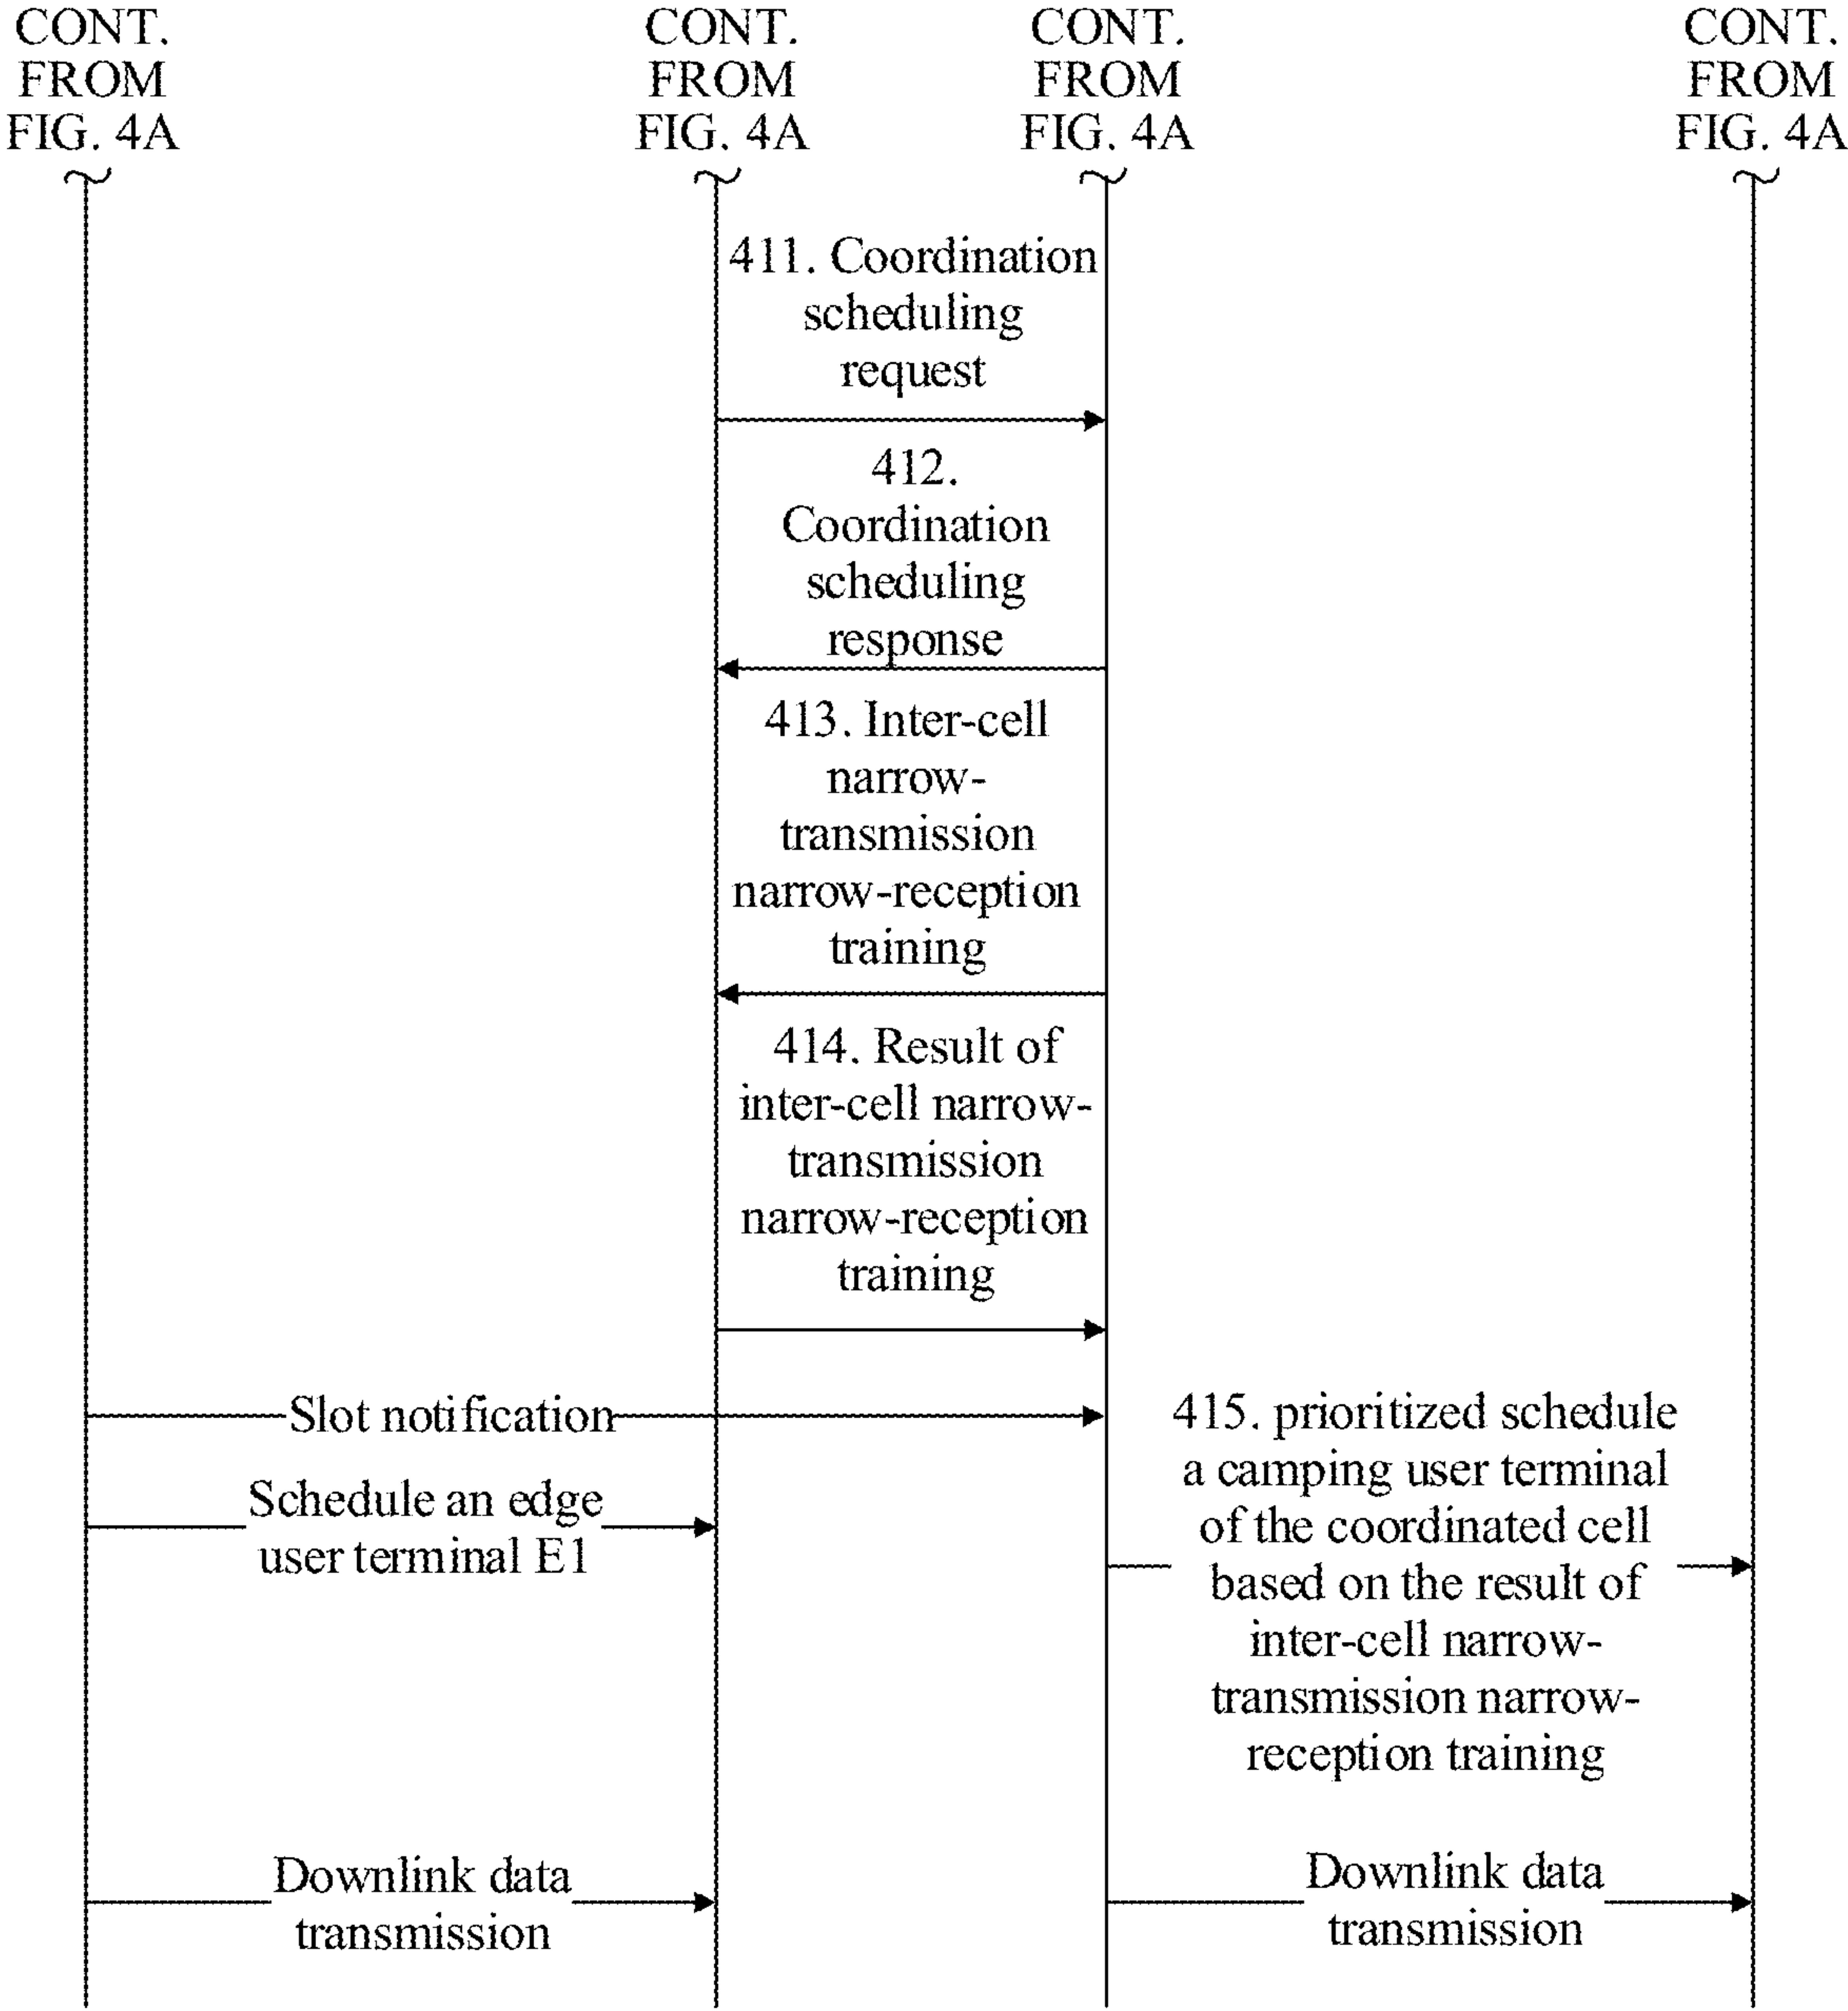 CONT.
FROM
FIG. 4A
CONT.
FROM
FIG. 4A
CONT.
FROM
FIG. 4A
CONT.
FROM
FIG. 4A
411. Coordination
scheduling
request
412.
Coordination
scheduling
response
413. Inter-cell
narrow-
transmission
narrow-reception
training
414. Result of
inter-cell narrow-
transmission
narrow-reception
training
Slot notification
Schedule an edge
user terminal E1
415. prioritized schedule
a camping user terminal
of the coordinated cell
based on the result of
inter-cell narrow-
transmission narrow-
reception training
Downlink data
transmission
Downlink data
transmission